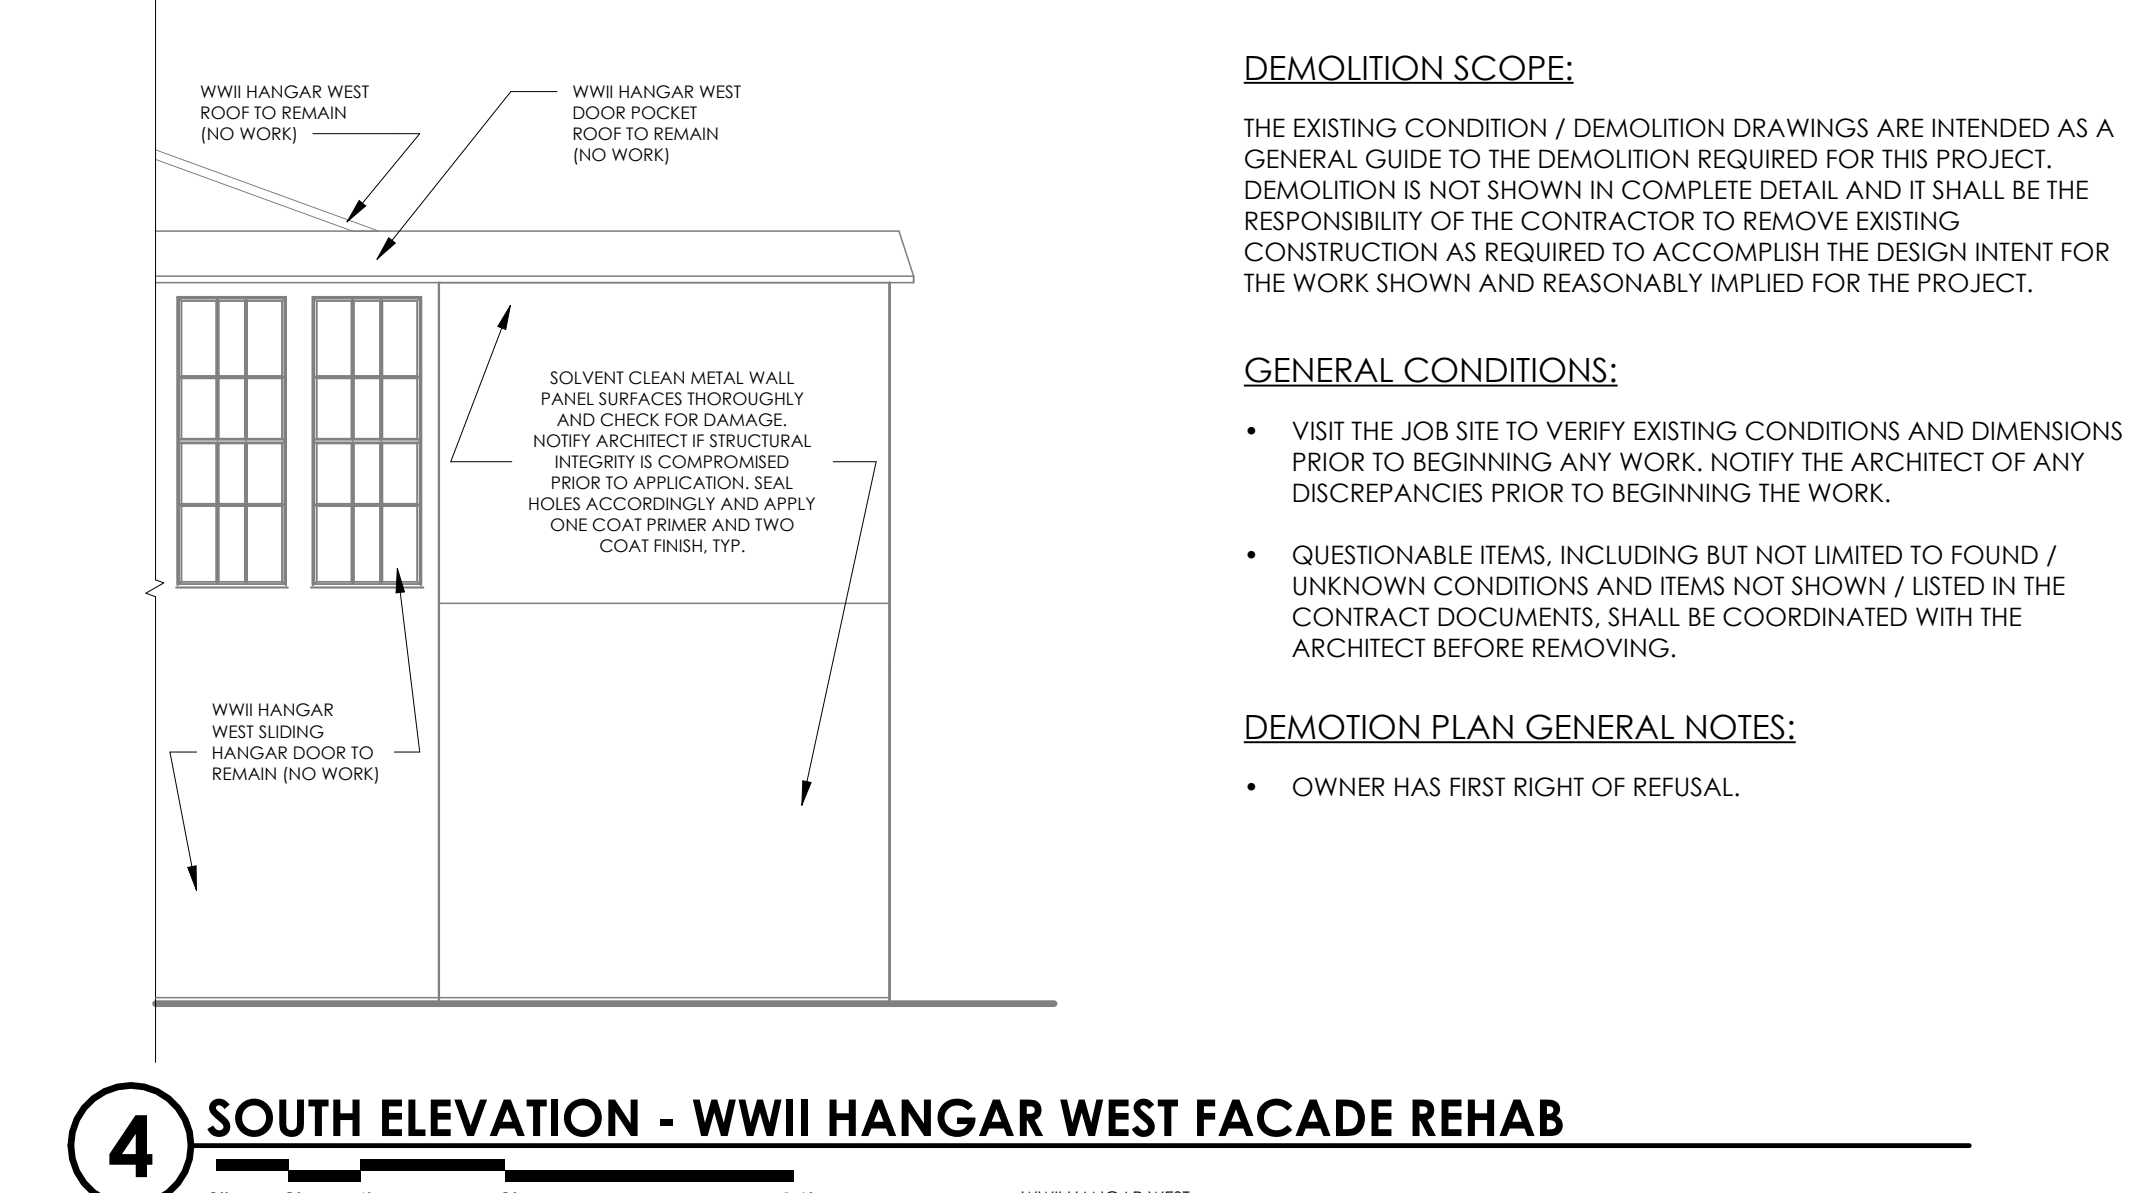 WWII HANGAR WEST
ROOF TO REMAIN
(NO WORK)
WWII HANGAR WEST
DOOR POCKET
ROOF TO REMAIN
(NO WORK)
SOLVENT CLEAN METAL WALL
PANEL SURFACES THOROUGHLY
AND CHECK FOR DAMAGE.
NOTIFY ARCHITECT IF STRUCTURAL
INTEGRITY IS COMPROMISED
PRIOR TO APPLICATION. SEAL
HOLES ACCORDINGLY AND APPLY
ONE COAT PRIMER AND TWO
COAT FINISH, TYP.
WWII HANGAR
WEST SLIDING
HANGAR DOOR TO
REMAIN (NO WORK)
DEMOLITION SCOPE:
THE EXISTING CONDITION / DEMOLITION DRAWINGS ARE INTENDED AS A
GENERAL GUIDE TO THE DEMOLITION REQUIRED FOR THIS PROJECT.
DEMOLITION IS NOT SHOWN IN COMPLETE DETAIL AND IT SHALL BE THE
RESPONSIBILITY OF THE CONTRACTOR TO REMOVE EXISTING
CONSTRUCTION AS REQUIRED TO ACCOMPLISH THE DESIGN INTENT FOR
THE WORK SHOWN AND REASONABLY IMPLIED FOR THE PROJECT.
GENERAL CONDITIONS:
• VISIT THE JOB SITE TO VERIFY EXISTING CONDITIONS AND DIMENSIONS
PRIOR TO BEGINNING ANY WORK. NOTIFY THE ARCHITECT OF ANY
DISCREPANCIES PRIOR TO BEGINNING THE WORK.
• QUESTIONABLE ITEMS, INCLUDING BUT NOT LIMITED TO FOUND /
UNKNOWN CONDITIONS AND ITEMS NOT SHOWN / LISTED IN THE
CONTRACT DOCUMENTS, SHALL BE COORDINATED WITH THE
ARCHITECT BEFORE REMOVING.
DEMOTION PLAN GENERAL NOTES:
• OWNER HAS FIRST RIGHT OF REFUSAL.
4
SOUTH ELEVATION - WWII HANGAR WEST FACADE REHAB
WWII HANGAR WEST